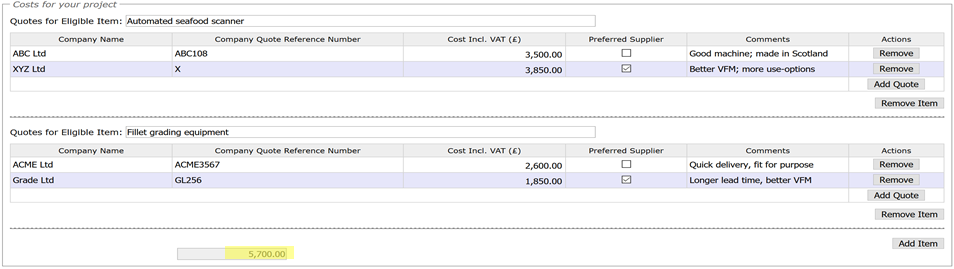 Costs for your project
Quotes for Eligible Item: Automated seafood scanner
Company Name Company Quote Reference Number Cost Incl. VAT (£) Preferred Supplier Comments Actions
ABC Ltd ABC108 3,500.00 Good machine; made in Scotland Remove
XYZ Ltd X 3,850.00 Better VFM; more use-options Remove
Add Quote
Remove Item
Quotes for Eligible Item: Fillet grading equipment
Company Name Company Quote Reference Number Cost Incl. VAT (£) Preferred Supplier Comments Actions
ACME Ltd ACME3567 2,600.00 Quick delivery, fit for purpose Remove
Grade Ltd GL256 1,850.00 Longer lead time, better VFM Remove
Add Quote
Remove Item
Add Item
5,700.00